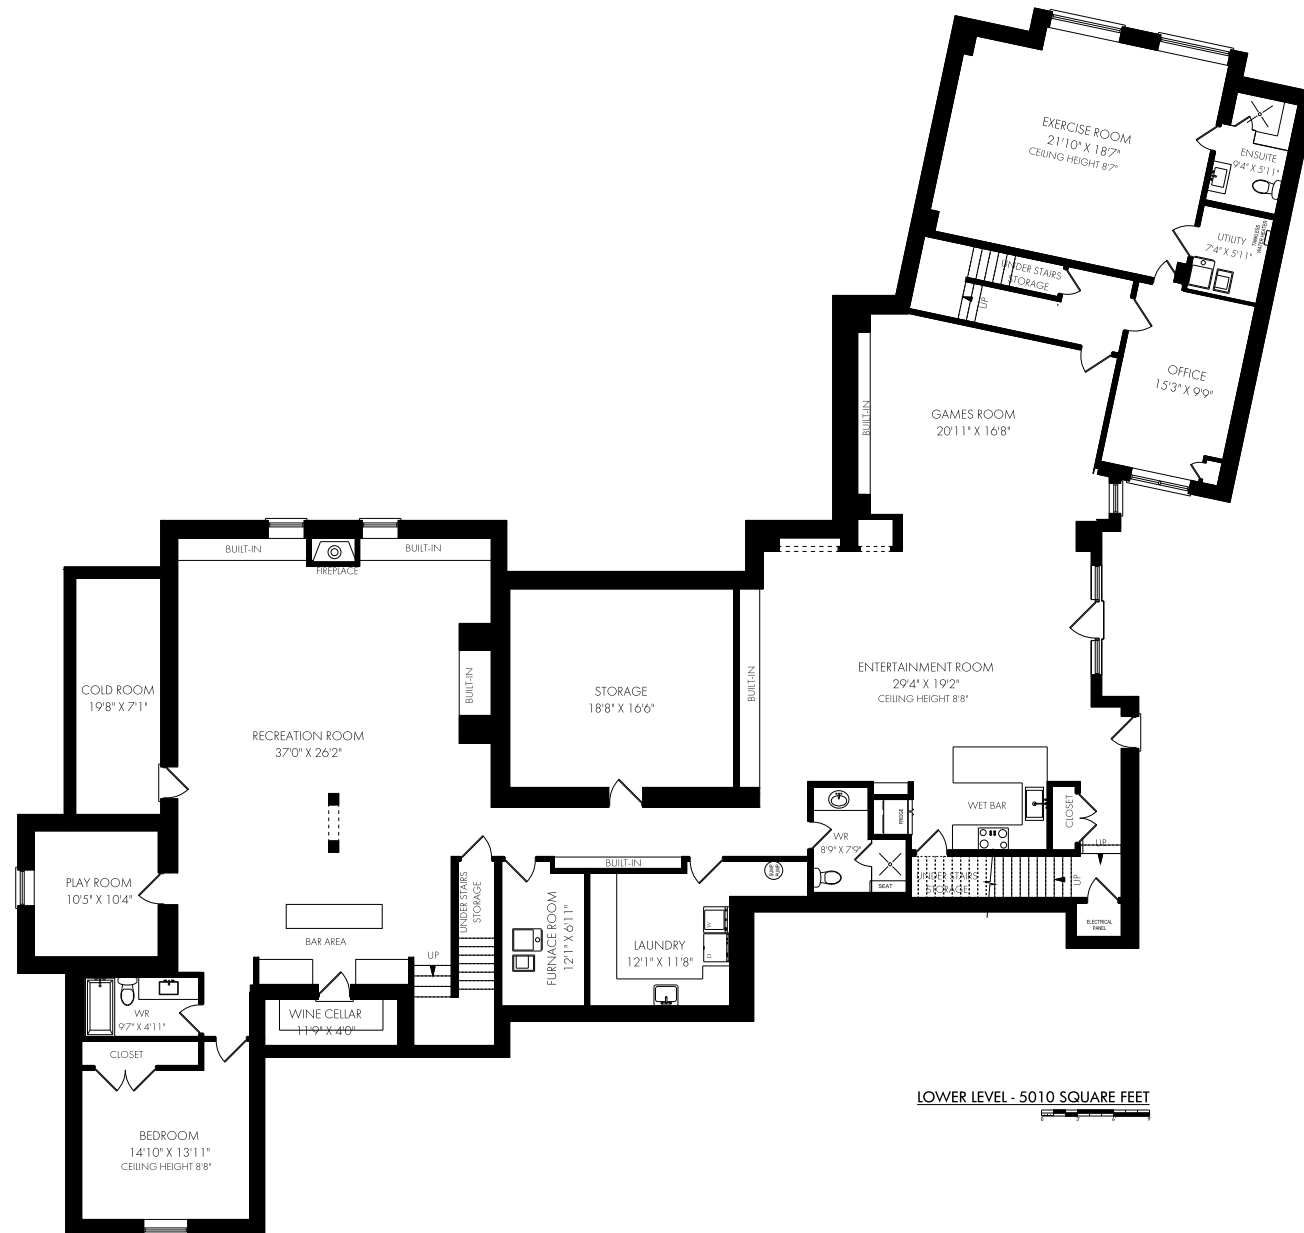 EXERCISE ROOM
21'10" X 18'7"
CEILING HEIGHT 8'7"
ENSUITE
9'4" X 5'11"
UTILITY
7'4" X 5'11"
TANKLESS
WATER HEATER
UNDER STAIRS
STORAGE
UP
OFFICE
15'3" X 9'9"
GAMES ROOM
20'11" X 16'8"
BUILT-IN
BUILT-IN
BUILT-IN
FIREPLACE
COLD ROOM
19'8" X 7'1"
RECREATION ROOM
37'0" X 26'2"
BUILT-IN
STORAGE
18'8" X 16'6"
BUILT-IN
ENTERTAINMENT ROOM
29'4" X 19'2"
CEILING HEIGHT 8'8"
WET BAR
FRIDGE
CLOSET
WR
8'9" X 7'9"
SEAT
UP
UP
UNDER STAIRS
STORAGE
ELECTRICAL
PANEL
BUILT-IN
PLAY ROOM
10'5" X 10'4"
BAR AREA
UP
UNDER STAIRS
STORAGE
FURNACE ROOM
12'1" X 6'11"
LAUNDRY
12'1" X 11'8"
W
D
WR
9'7" X 4'11"
WINE CELLAR
11'9" X 4'0"
CLOSET
BEDROOM
14'10" X 13'11"
CEILING HEIGHT 8'8"
LOWER LEVEL - 5010 SQUARE FEET